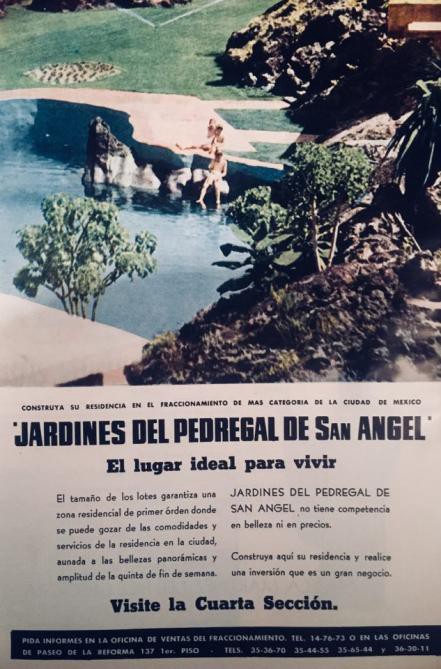 CONSTRUYA SU RESIDENCIA EN EL FRACCIONAMIENTO DE MAS CATEGORIA DE LA CIUDAD DE MEXICO
"JARDINES DEL PEDREGAL DE SAN ANGEL"
El lugar ideal para vivir
El tamaño de los lotes garantiza una
zona residencial de primer órden donde
se puede gozar de las comodidades y
servicios de la residencia en la ciudad,
aunada a las bellezas panorámicas y
amplitud de la quinta de fin de semana.
JARDINES DEL PEDREGAL DE
SAN ANGEL no tiene competencia
en belleza ni en precios.
Construya aquí su residencia y realice
una inversión que es un gran negocio.
Visite la Cuarta Sección.
PIDA INFORMES EN LA OFICINA DE VENTAS DEL FRACCIONAMIENTO. TEL. 14-76-73 O EN LAS OFICINAS
DE PASEO DE LA REFORMA 137 1er. PISO - TELS. 35-36-70 35-44-55 35-65-44 y 36-30-11